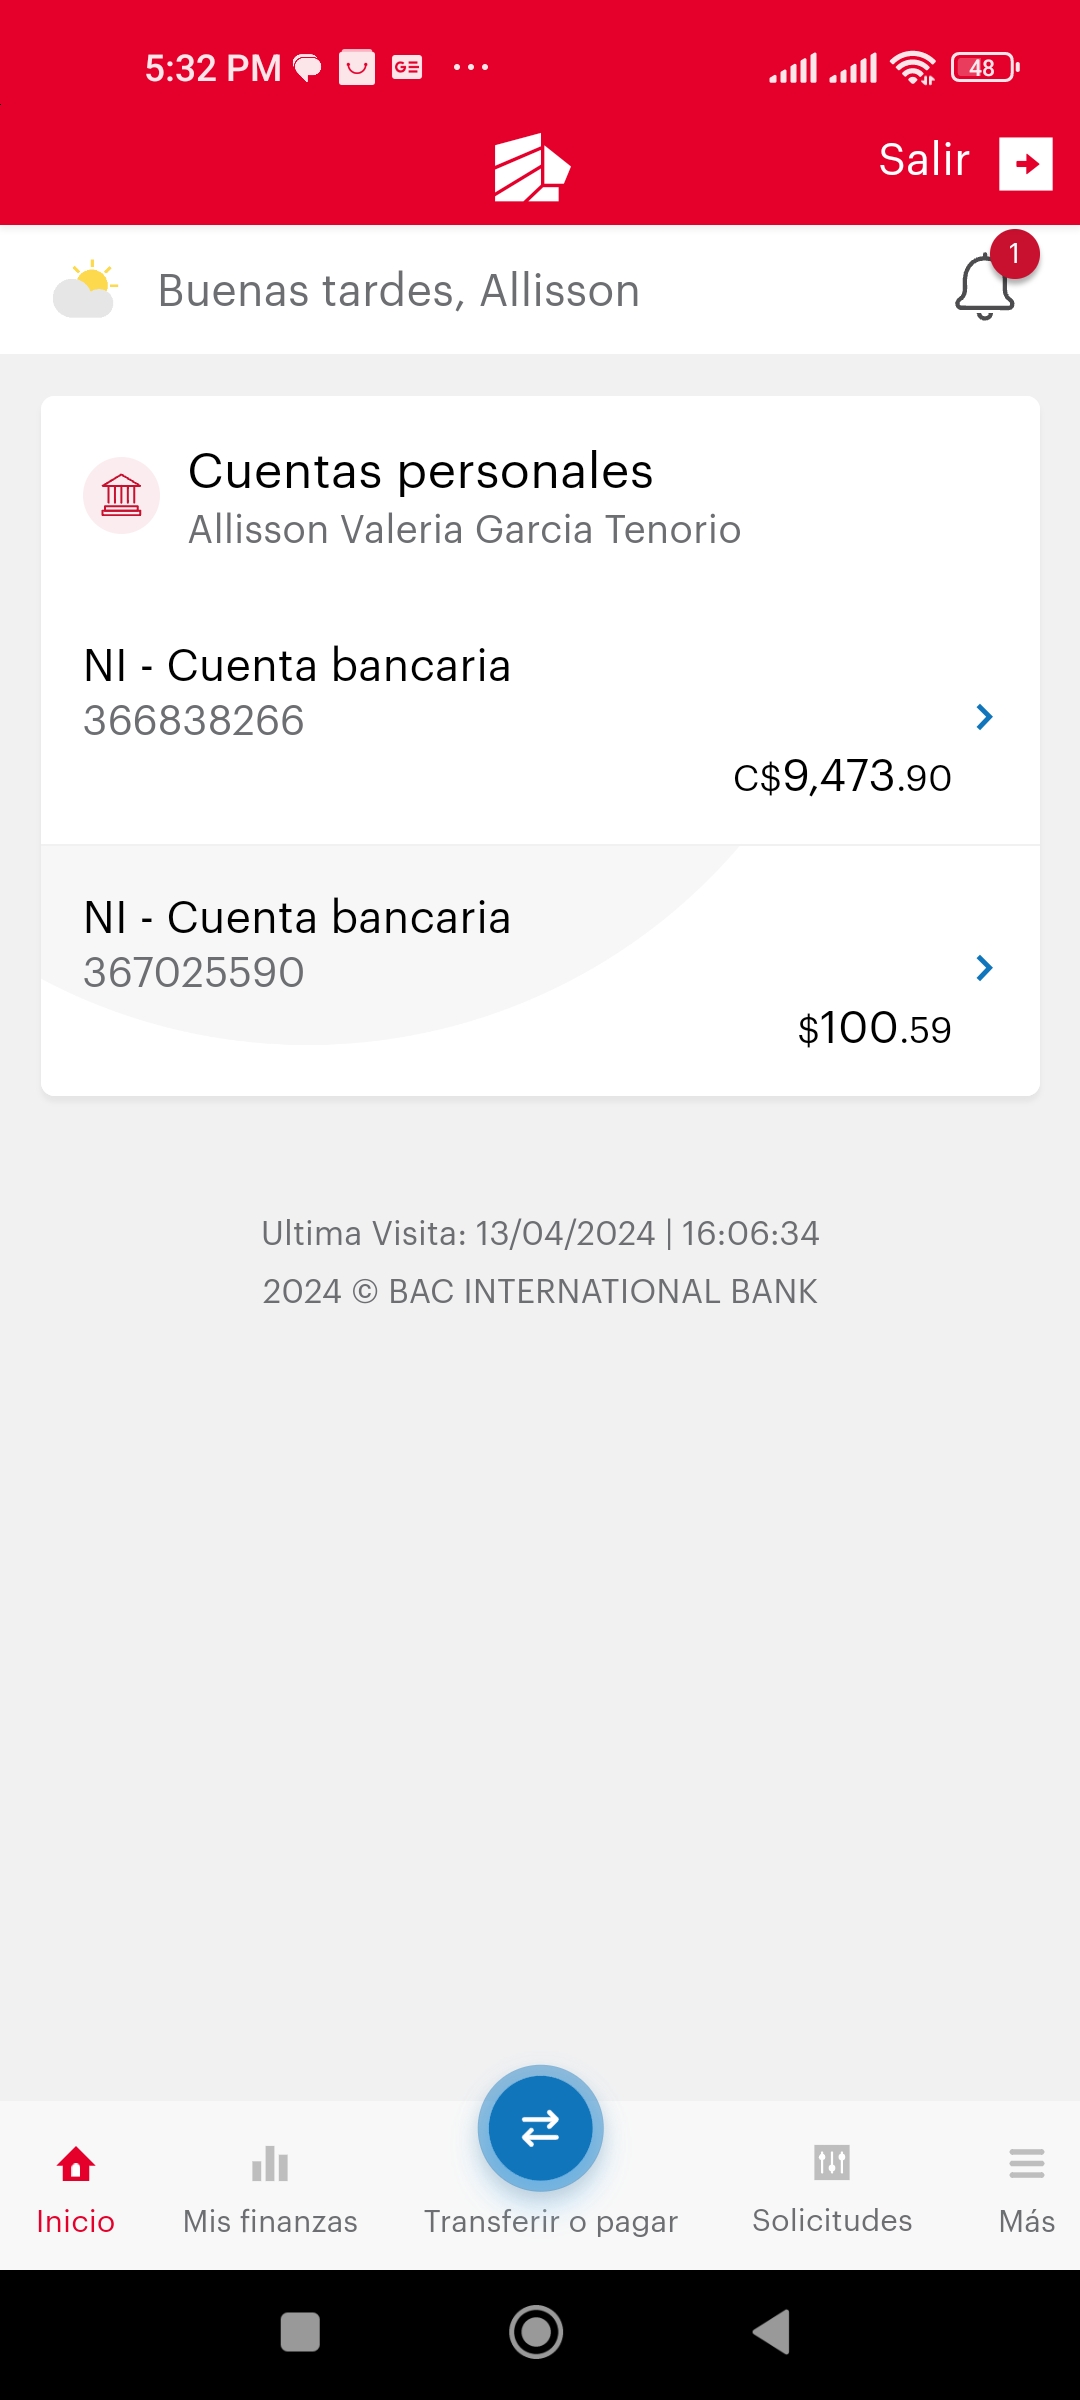 5:32 PM
48
Salir
Buenas tardes, Allisson
1
Cuentas personales
Allisson Valeria Garcia Tenorio
NI - Cuenta bancaria
366838266
C$9,473.90
NI - Cuenta bancaria
367025590
$100.59
Ultima Visita: 13/04/2024 | 16:06:34
2024 © BAC INTERNATIONAL BANK
Inicio
Mis finanzas
Transferir o pagar
Solicitudes
Más